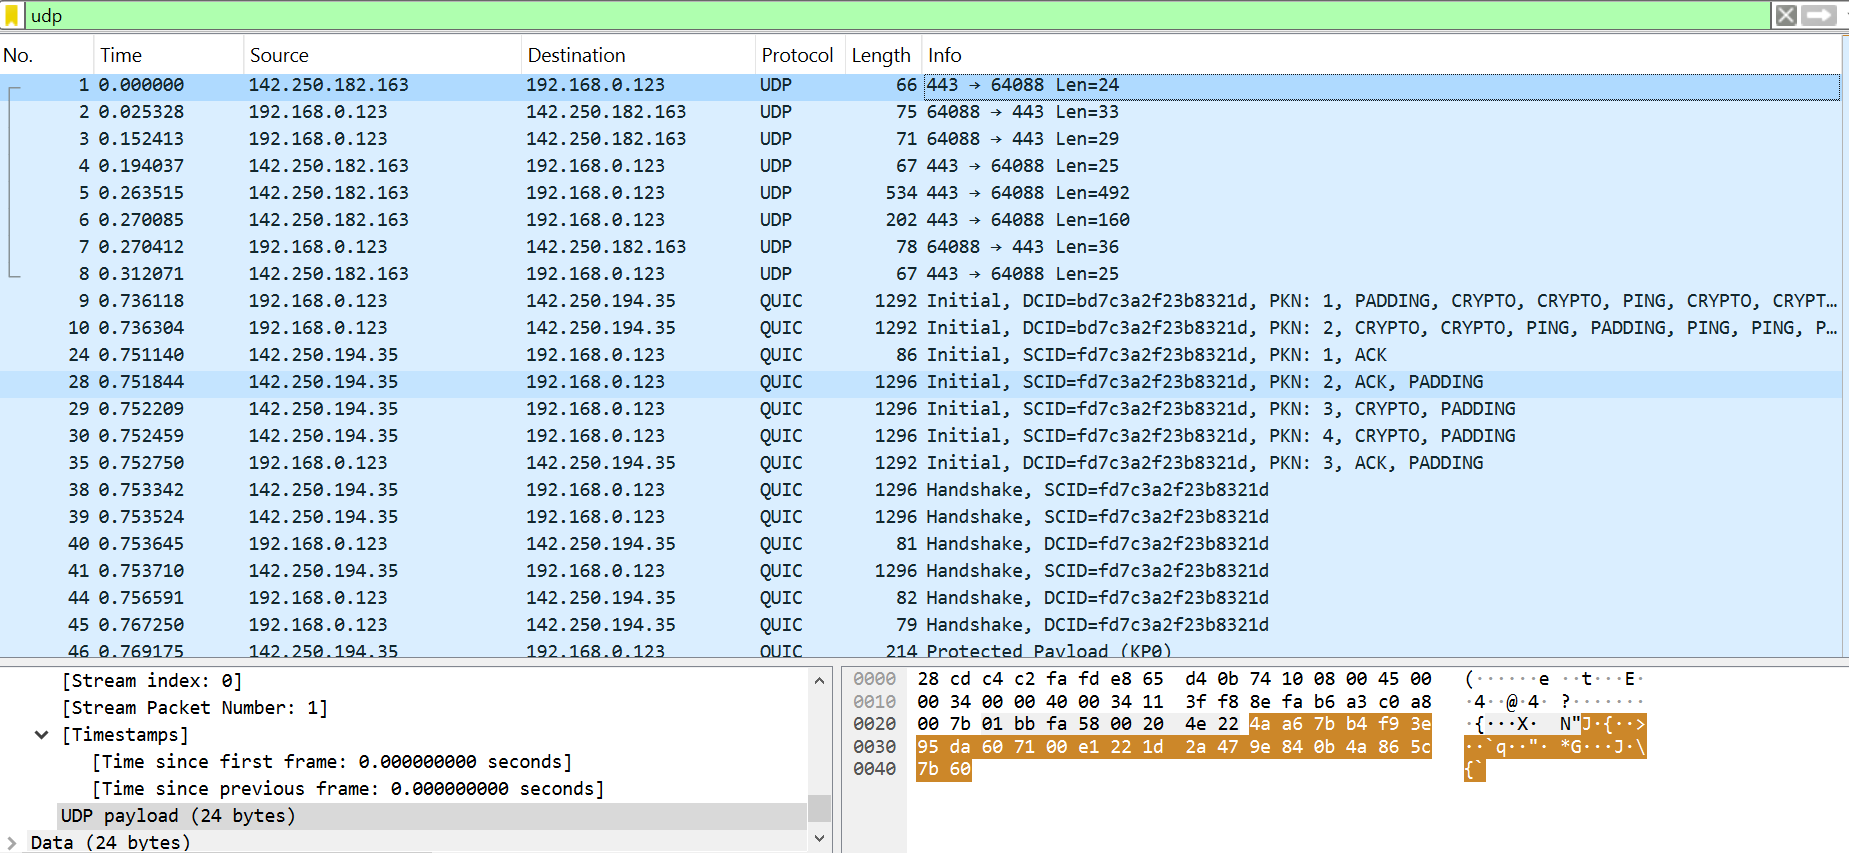 udp
No. Time Source Destination Protocol Length Info
1 0.000000 142.250.182.163 192.168.0.123 UDP 66 443 → 64088 Len=24
2 0.025328 192.168.0.123 142.250.182.163 UDP 75 64088 → 443 Len=33
3 0.152413 192.168.0.123 142.250.182.163 UDP 71 64088 → 443 Len=29
4 0.194037 142.250.182.163 192.168.0.123 UDP 67 443 → 64088 Len=25
5 0.263515 142.250.182.163 192.168.0.123 UDP 534 443 → 64088 Len=492
6 0.270085 142.250.182.163 192.168.0.123 UDP 202 443 → 64088 Len=160
7 0.270412 192.168.0.123 142.250.182.163 UDP 78 64088 → 443 Len=36
8 0.312071 142.250.182.163 192.168.0.123 UDP 67 443 → 64088 Len=25
9 0.736118 192.168.0.123 142.250.194.35 QUIC 1292 Initial, DCID=bd7c3a2f23b8321d, PKN: 1, PADDING, CRYPTO, CRYPTO, PING, CRYPTO, CRYPT…
10 0.736304 192.168.0.123 142.250.194.35 QUIC 1292 Initial, DCID=bd7c3a2f23b8321d, PKN: 2, CRYPTO, CRYPTO, PING, PADDING, PING, PING, P…
24 0.751140 142.250.194.35 192.168.0.123 QUIC 86 Initial, SCID=fd7c3a2f23b8321d, PKN: 1, ACK
28 0.751844 142.250.194.35 192.168.0.123 QUIC 1296 Initial, SCID=fd7c3a2f23b8321d, PKN: 2, ACK, PADDING
29 0.752209 142.250.194.35 192.168.0.123 QUIC 1296 Initial, SCID=fd7c3a2f23b8321d, PKN: 3, CRYPTO, PADDING
30 0.752459 142.250.194.35 192.168.0.123 QUIC 1296 Initial, SCID=fd7c3a2f23b8321d, PKN: 4, CRYPTO, PADDING
35 0.752750 192.168.0.123 142.250.194.35 QUIC 1292 Initial, DCID=fd7c3a2f23b8321d, PKN: 3, ACK, PADDING
38 0.753342 142.250.194.35 192.168.0.123 QUIC 1296 Handshake, SCID=fd7c3a2f23b8321d
39 0.753524 142.250.194.35 192.168.0.123 QUIC 1296 Handshake, SCID=fd7c3a2f23b8321d
40 0.753645 192.168.0.123 142.250.194.35 QUIC 81 Handshake, DCID=fd7c3a2f23b8321d
41 0.753710 142.250.194.35 192.168.0.123 QUIC 1296 Handshake, SCID=fd7c3a2f23b8321d
44 0.756591 192.168.0.123 142.250.194.35 QUIC 82 Handshake, DCID=fd7c3a2f23b8321d
45 0.767250 192.168.0.123 142.250.194.35 QUIC 79 Handshake, DCID=fd7c3a2f23b8321d
46 0.769175 142.250.194.35 192.168.0.123 QUIC 214 Protected Payload (KP0)
[Stream index: 0]
[Stream Packet Number: 1]
[Timestamps]
[Time since first frame: 0.000000000 seconds]
[Time since previous frame: 0.000000000 seconds]
UDP payload (24 bytes)
Data (24 bytes)
0000 28 cd c4 c2 fa fd e8 65 d4 0b 74 10 08 00 45 00 (······e ··t···E·
0010 00 34 00 00 40 00 34 11 3f f8 8e fa b6 a3 c0 a8 ·4··@·4· ?·······
0020 00 7b 01 bb fa 58 00 20 4e 22 4a a6 7b b4 f9 3e ·{···X·  N"J·{··>
0030 95 da 60 71 00 e1 22 1d 2a 47 9e 84 0b 4a 86 5c ··`q··"· *G···J·\
0040 7b 60 {`